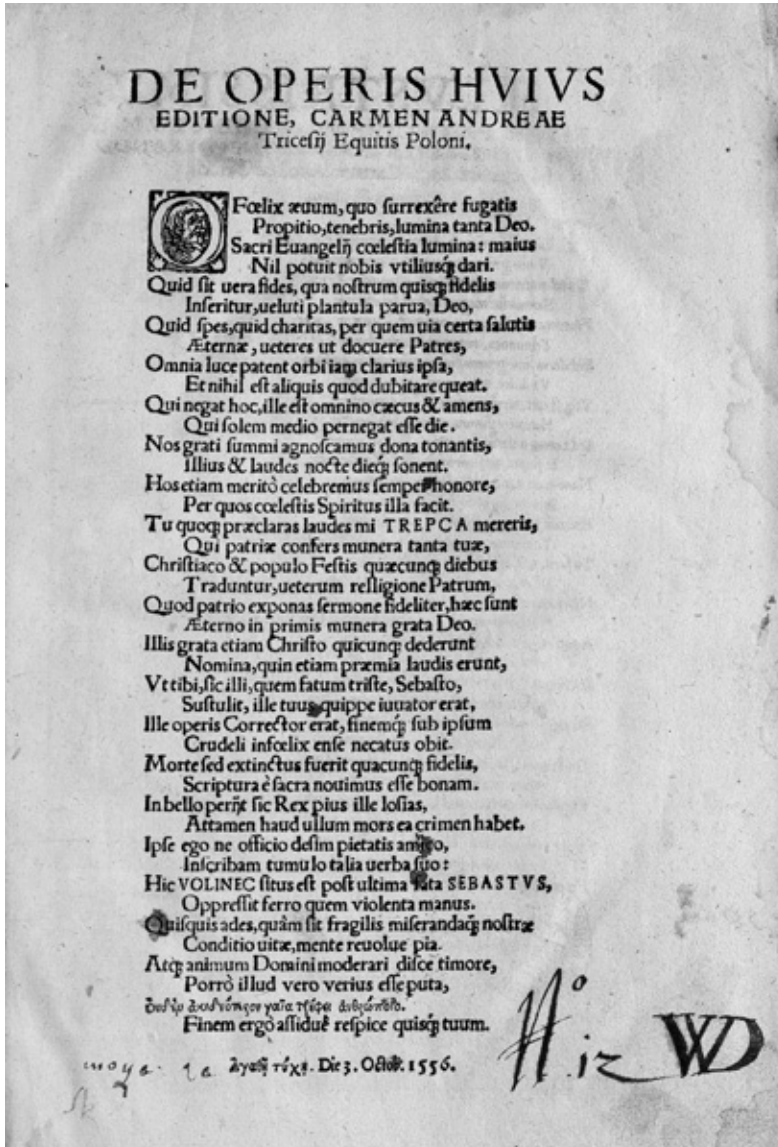 DE OPERIS HVIVS
EDITIONE, CARMEN ANDREAE
Triceſĳ Equitis Poloni.
O Fœlix æuum, quo ſurrexêre fugatis
Propitio, tenebris, lumina tanta Deo.
Sacri Euangelĳ cœleſtia lumina: maius
Nil potuit nobis vtiliusq́; dari.
Quid ſit uera fides, qua noſtrum quisq; fidelis
Inſeritur, ueluti plantula parua, Deo,
Quid ſpes, quid charitas, per quem uia certa ſalutis
Æternæ, ueteres ut docuere Patres,
Omnia luce patent orbi iaq; clarius ipſa,
Et nihil eſt aliquis quod dubitare queat.
Qui negat hoc, ille eſt omnino cæcus & amens,
Qui ſolem medio pernegat eſſe die.
Nos grati ſummi agnoſcamus dona tonantis,
Illius & laudes nocte dieq́; ſonent.
Hos etiam meritò celebremus ſemper honore,
Per quos cœleſtis Spiritus illa facit.
Tu quoq; præclaras laudes mi TREPCA mereris,
Qui patriæ confers munera tanta tuæ,
Chriſtiaco & populo Feſtis quæcunq; diebus
Traduntur, ueterum relligione Patrum,
Quod patrio exponas ſermone fideliter, hæc ſunt
Æterno in primis munera grata Deo.
Illis grata etiam Chriſto quicunq; dederunt
Nomina, quin etiam præmia laudis erunt,
Vt tibi, ſic illi, quem fatum triſte, Sebaſto,
Suſtulit, ille tuus quippe iuuator erat,
Ille operis Corrector erat, finemq́; ſub ipſum
Crudeli infœlix enſe necatus obit.
Morte ſed extinctus fuerit quacunq; fidelis,
Scriptura è ſacra nouimus eſſe bonam.
In bello perĳt ſic Rex pius ille Ioſias,
Attamen haud ullum mors ea crimen habet.
Ipſe ego ne officio deſim pietatis amico,
Inſcribam tumulo talia uerba ſuo:
Hic VOLINEC ſitus eſt poſt ultima fata SEBASTVS,
Oppreſſit ferro quem violenta manus.
Quiſquis ades, quàm ſit fragilis miſerandaq́; noſtræ
Conditio uitæ, mente reuolue pia.
Atq; animum Domini moderari diſce timore,
Porrò illud vero verius eſſe puta,
γαῖα τρέφει
Finem ergò aſſiduè reſpice quisq; tuum.
ἀγαθῇ τύχῃ. Die 3. Octob. 1556.
12 WD